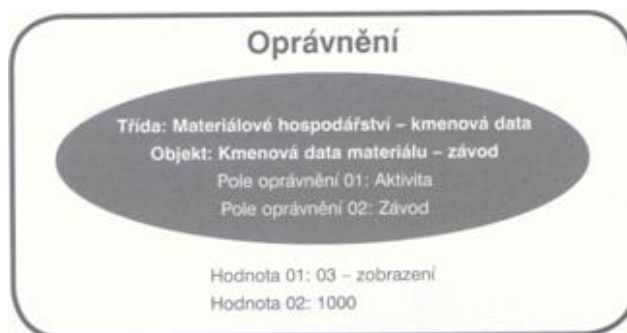 Oprávnění
Třída: Materiálové hospodářství – kmenová data
Objekt: Kmenová data materiálu – závod
Pole oprávnění 01: Aktivita
Pole oprávnění 02: Závod
Hodnota 01: 03 – zobrazení
Hodnota 02: 1000